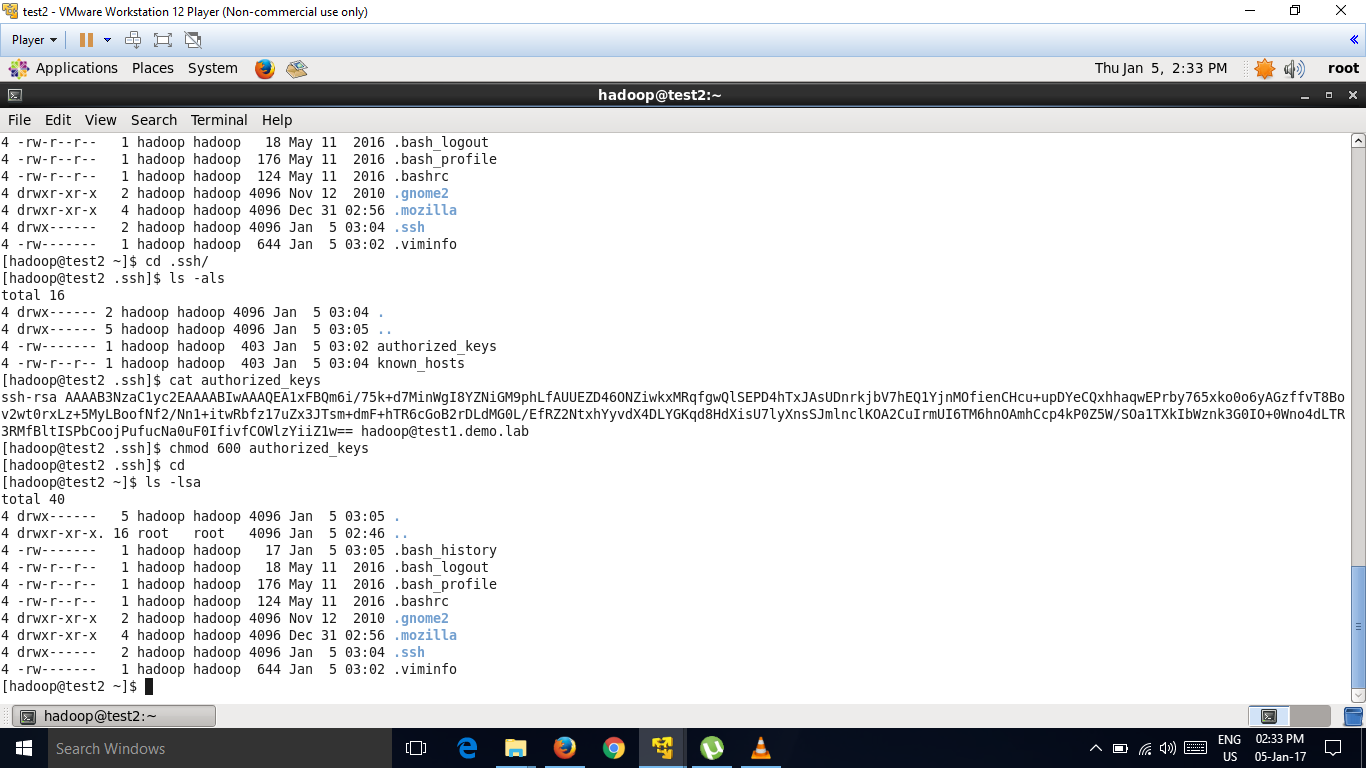 test2 - VMware Workstation 12 Player (Non-commercial use only)
Player
Applications Places System Thu Jan 5, 2:33 PM root
hadoop@test2:~
File Edit View Search Terminal Help
4 -rw-r--r-- 1 hadoop hadoop 18 May 11 2016 .bash_logout
4 -rw-r--r-- 1 hadoop hadoop 176 May 11 2016 .bash_profile
4 -rw-r--r-- 1 hadoop hadoop 124 May 11 2016 .bashrc
4 drwxr-xr-x 2 hadoop hadoop 4096 Nov 12 2010 .gnome2
4 drwxr-xr-x 4 hadoop hadoop 4096 Dec 31 02:56 .mozilla
4 drwx------ 2 hadoop hadoop 4096 Jan 5 03:04 .ssh
4 -rw------- 1 hadoop hadoop 644 Jan 5 03:02 .viminfo
[hadoop@test2 ~]$ cd .ssh/
[hadoop@test2 .ssh]$ ls -als
total 16
4 drwx------ 2 hadoop hadoop 4096 Jan 5 03:04 .
4 drwx------ 5 hadoop hadoop 4096 Jan 5 03:05 ..
4 -rw------- 1 hadoop hadoop 403 Jan 5 03:02 authorized_keys
4 -rw-r--r-- 1 hadoop hadoop 403 Jan 5 03:04 known_hosts
[hadoop@test2 .ssh]$ cat authorized_keys
ssh-rsa AAAAB3NzaC1yc2EAAAABIwAAAQEA1xFBQm6i/75k+d7MinWgI8YZNiGM9phLfAUUEZD46ONZiwkxMRqfgwQlSEPD4hTxJAsUDnrkjbV7hEQ1YjnMOfienCHcu+upDYeCQxhhaqwEPrby765xko0o6yAGzffvT8Bo
v2wt0rxLz+5MyLBoofNf2/Nn1+itwRbfz17uZx3JTsm+dmF+hTR6cGoB2rDLdMG0L/EfRZ2NtxhYyvdX4DLYGKqd8HdXisU7lyXnsSJmlnclKOA2CuIrmUI6TM6hnOAmhCcp4kP0Z5W/SOa1TXkIbWznk3G0IO+0Wno4dLTR
3RMfBltISPbCoojPufucNa0uF0IfivfCOWlzYiiZ1w== hadoop@test1.demo.lab
[hadoop@test2 .ssh]$ chmod 600 authorized_keys
[hadoop@test2 .ssh]$ cd
[hadoop@test2 ~]$ ls -lsa
total 40
4 drwx------ 5 hadoop hadoop 4096 Jan 5 03:05 .
4 drwxr-xr-x. 16 root root 4096 Jan 5 02:46 ..
4 -rw------- 1 hadoop hadoop 17 Jan 5 03:05 .bash_history
4 -rw-r--r-- 1 hadoop hadoop 18 May 11 2016 .bash_logout
4 -rw-r--r-- 1 hadoop hadoop 176 May 11 2016 .bash_profile
4 -rw-r--r-- 1 hadoop hadoop 124 May 11 2016 .bashrc
4 drwxr-xr-x 2 hadoop hadoop 4096 Nov 12 2010 .gnome2
4 drwxr-xr-x 4 hadoop hadoop 4096 Dec 31 02:56 .mozilla
4 drwx------ 2 hadoop hadoop 4096 Jan 5 03:04 .ssh
4 -rw------- 1 hadoop hadoop 644 Jan 5 03:02 .viminfo
[hadoop@test2 ~]$
hadoop@test2:~
Search Windows
ENG 02:33 PM
US 05-Jan-17